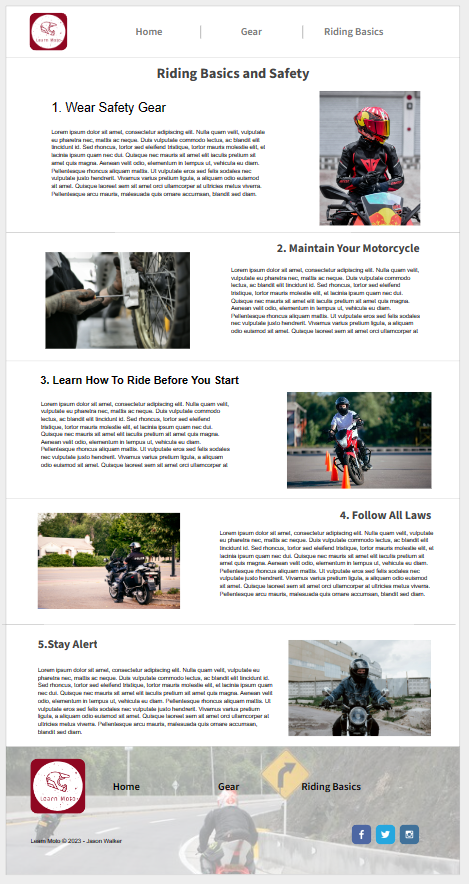 Learn Moto
Home
Gear
Riding Basics
Riding Basics and Safety
1. Wear Safety Gear
Lorem ipsum dolor sit amet, consectetur adipiscing elit. Nulla quam velit, vulputate
eu pharetra nec, mattis ac neque. Duis vulputate commodo lectus, ac blandit elit
tincidunt id. Sed rhoncus, tortor sed eleifend tristique, tortor mauris molestie elit, et
lacinia ipsum quam nec dui. Quisque nec mauris sit amet elit iaculis pretium sit
amet quis magna. Aenean velit odio, elementum in tempus ut, vehicula eu diam.
Pellentesque rhoncus aliquam mattis. Ut vulputate eros sed felis sodales nec
vulputate justo hendrerit. Vivamus varius pretium ligula, a aliquam odio euismod
sit amet. Quisque laoreet sem sit amet orci ullamcorper at ultricies metus viverra.
Pellentesque arcu mauris, malesuada quis ornare accumsan, blandit sed diam.
2. Maintain Your Motorcycle
Lorem ipsum dolor sit amet, consectetur adipiscing elit. Nulla quam velit,
vulputate eu pharetra nec, mattis ac neque. Duis vulputate commodo
lectus, ac blandit elit tincidunt id. Sed rhoncus, tortor sed eleifend
tristique, tortor mauris molestie elit, et lacinia ipsum quam nec dui.
Quisque nec mauris sit amet elit iaculis pretium sit amet quis magna.
Aenean velit odio, elementum in tempus ut, vehicula eu diam.
Pellentesque rhoncus aliquam mattis. Ut vulputate eros sed felis sodales
nec vulputate justo hendrerit. Vivamus varius pretium ligula, a aliquam
odio euismod sit amet. Quisque laoreet sem sit amet orci ullamcorper at
3. Learn How To Ride Before You Start
Lorem ipsum dolor sit amet, consectetur adipiscing elit. Nulla quam velit,
vulputate eu pharetra nec, mattis ac neque. Duis vulputate commodo
lectus, ac blandit elit tincidunt id. Sed rhoncus, tortor sed eleifend
tristique, tortor mauris molestie elit, et lacinia ipsum quam nec dui.
Quisque nec mauris sit amet elit iaculis pretium sit amet quis magna.
Aenean velit odio, elementum in tempus ut, vehicula eu diam.
Pellentesque rhoncus aliquam mattis. Ut vulputate eros sed felis sodales
nec vulputate justo hendrerit. Vivamus varius pretium ligula, a aliquam
odio euismod sit amet. Quisque laoreet sem sit amet orci ullamcorper at
4. Follow All Laws
Lorem ipsum dolor sit amet, consectetur adipiscing elit. Nulla quam velit, vulputate
eu pharetra nec, mattis ac neque. Duis vulputate commodo lectus, ac blandit elit
tincidunt id. Sed rhoncus, tortor sed eleifend tristique, tortor mauris molestie elit, et
lacinia ipsum quam nec dui. Quisque nec mauris sit amet elit iaculis pretium sit
amet quis magna. Aenean velit odio, elementum in tempus ut, vehicula eu diam.
Pellentesque rhoncus aliquam mattis. Ut vulputate eros sed felis sodales nec
vulputate justo hendrerit. Vivamus varius pretium ligula, a aliquam odio euismod
sit amet. Quisque laoreet sem sit amet orci ullamcorper at ultricies metus viverra.
Pellentesque arcu mauris, malesuada quis ornare accumsan, blandit sed diam.
5.Stay Alert
Lorem ipsum dolor sit amet, consectetur adipiscing elit. Nulla quam velit, vulputate eu
pharetra nec, mattis ac neque. Duis vulputate commodo lectus, ac blandit elit tincidunt
id. Sed rhoncus, tortor sed eleifend tristique, tortor mauris molestie elit, et lacinia ipsum
quam nec dui. Quisque nec mauris sit amet elit iaculis pretium sit amet quis magna. Aenean velit
odio, elementum in tempus ut, vehicula eu diam. Pellentesque rhoncus aliquam mattis. Ut
vulputate eros sed felis sodales nec vulputate justo hendrerit. Vivamus varius pretium
ligula, a aliquam odio euismod sit amet. Quisque laoreet sem sit amet orci ullamcorper at
ultricies metus viverra. Pellentesque arcu mauris, malesuada quis ornare accumsan,
blandit sed diam.
Learn Moto
Home
Gear
Riding Basics
Learn Moto © 2023 - Jason Walker